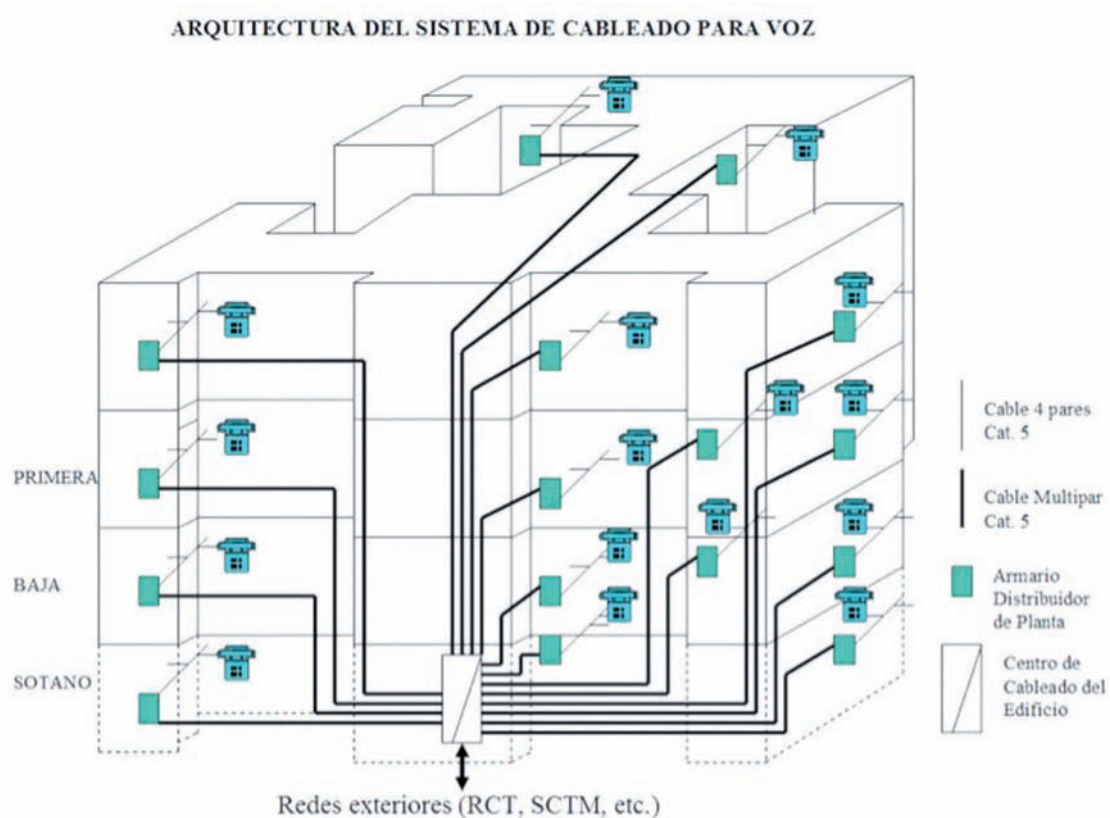 ARQUITECTURA DEL SISTEMA DE CABLEADO PARA VOZ
PRIMERA
BAJA
SOTANO
Cable 4 pares
Cat. 5
Cable Multipar
Cat. 5
Armario
Distribuidor
de Planta
Centro de
Cableado del
Edificio
Redes exteriores (RCT, SCTM, etc.)